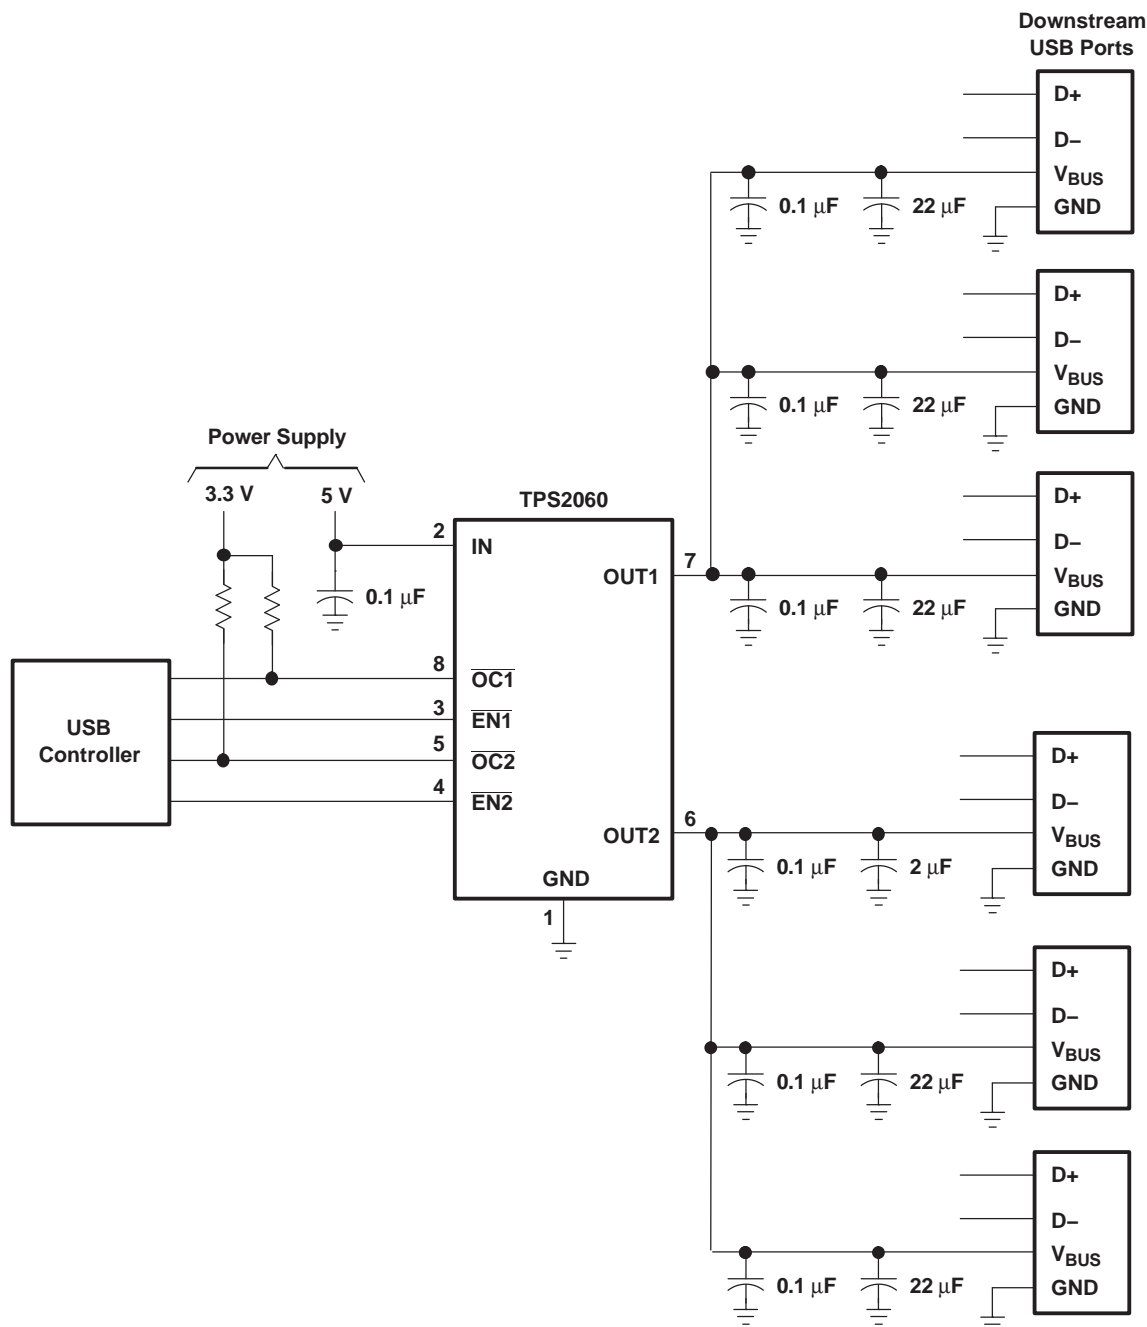 Downstream
USB Ports
D+
D–
VBUS
0.1 μF
22 μF
GND
D+
D–
VBUS
0.1 μF
22 μF
GND
Power Supply
3.3 V
5 V
TPS2060
D+
2
IN
D–
7
OUT1
VBUS
0.1 μF
0.1 μF
22 μF
GND
8
OC1
3
EN1
USB
Controller
5
OC2
4
EN2
D+
D–
6
OUT2
VBUS
0.1 μF
2 μF
GND
GND
1
D+
D–
VBUS
0.1 μF
22 μF
GND
D+
D–
VBUS
0.1 μF
22 μF
GND